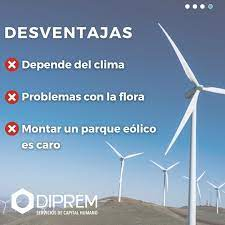 DESVENTAJAS
Depende del clima
Problemas con la flora
Montar un parque eólico
es caro
DIPREM
SERVICIOS DE CAPITAL HUMANO